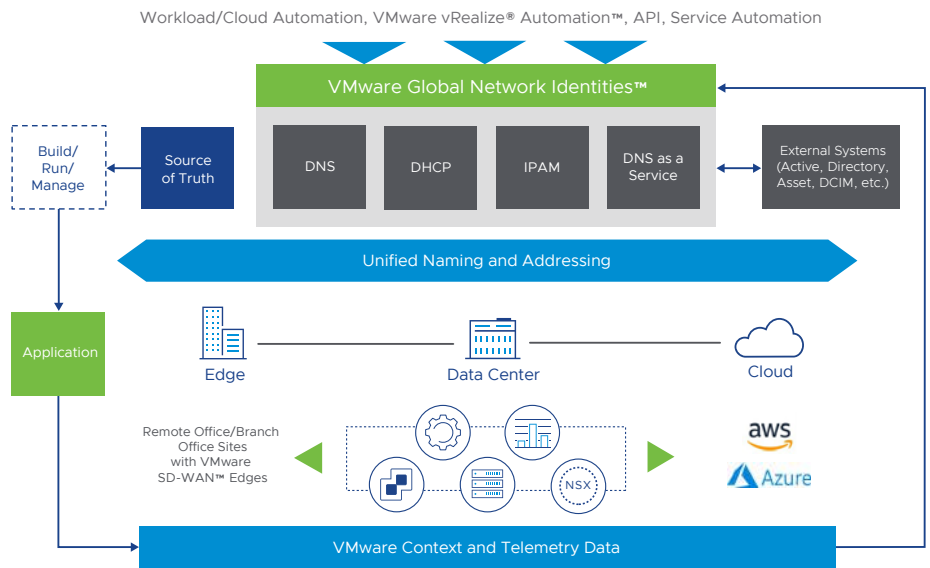 Workload/Cloud Automation, VMware vRealize® Automation™, API, Service Automation
VMware Global Network Identities™
Build/
Run/
Manage
Source
of Truth
DNS
DHCP
IPAM
DNS as a
Service
External Systems
(Active, Directory,
Asset, DCIM, etc.)
Unified Naming and Addressing
Application
Edge
Data Center
Cloud
Remote Office/Branch
Office Sites
with VMware
SD-WAN™ Edges
NSX
aws
Azure
VMware Context and Telemetry Data